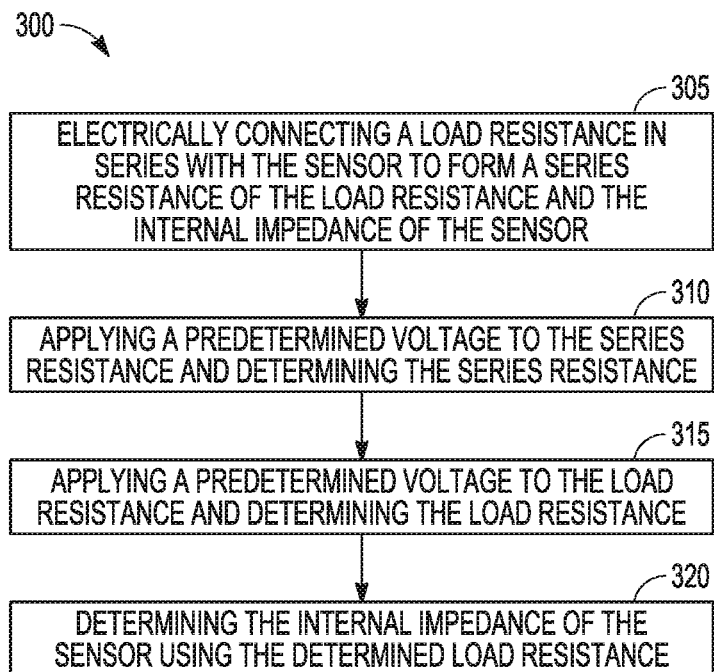 300
305
ELECTRICALLY CONNECTING A LOAD RESISTANCE IN
SERIES WITH THE SENSOR TO FORM A SERIES
RESISTANCE OF THE LOAD RESISTANCE AND THE
INTERNAL IMPEDANCE OF THE SENSOR
310
APPLYING A PREDETERMINED VOLTAGE TO THE SERIES
RESISTANCE AND DETERMINING THE SERIES RESISTANCE
315
APPLYING A PREDETERMINED VOLTAGE TO THE LOAD
RESISTANCE AND DETERMINING THE LOAD RESISTANCE
320
DETERMINING THE INTERNAL IMPEDANCE OF THE
SENSOR USING THE DETERMINED LOAD RESISTANCE